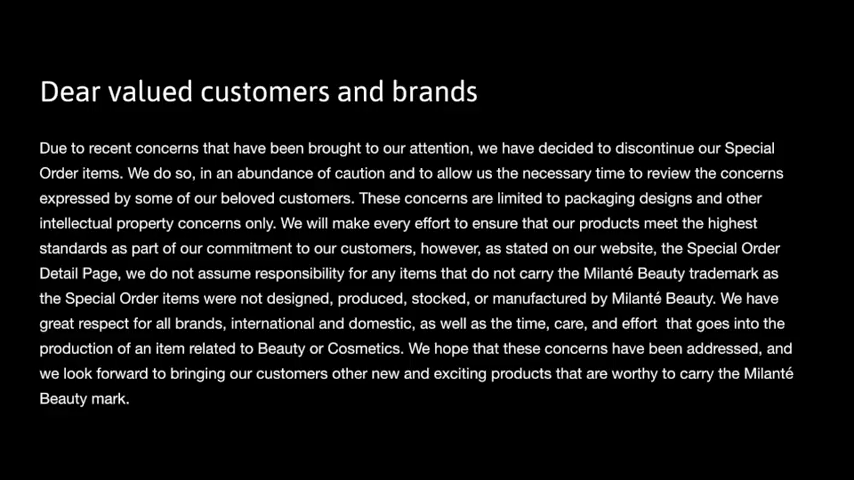 Dear valued customers and brands
Due to recent concerns that have been brought to our attention, we have decided to discontinue our Special
Order items. We do so, in an abundance of caution and to allow us the necessary time to review the concerns
expressed by some of our beloved customers. These concerns are limited to packaging designs and other
intellectual property concerns only. We will make every effort to ensure that our products meet the highest
standards as part of our commitment to our customers, however, as stated on our website, the Special Order
Detail Page, we do not assume responsibility for any items that do not carry the Milanté Beauty trademark as
the Special Order items were not designed, produced, stocked, or manufactured by Milanté Beauty. We have
great respect for all brands, international and domestic, as well as the time, care, and effort that goes into the
production of an item related to Beauty or Cosmetics. We hope that these concerns have been addressed, and
we look forward to bringing our customers other new and exciting products that are worthy to carry the Milanté
Beauty mark.